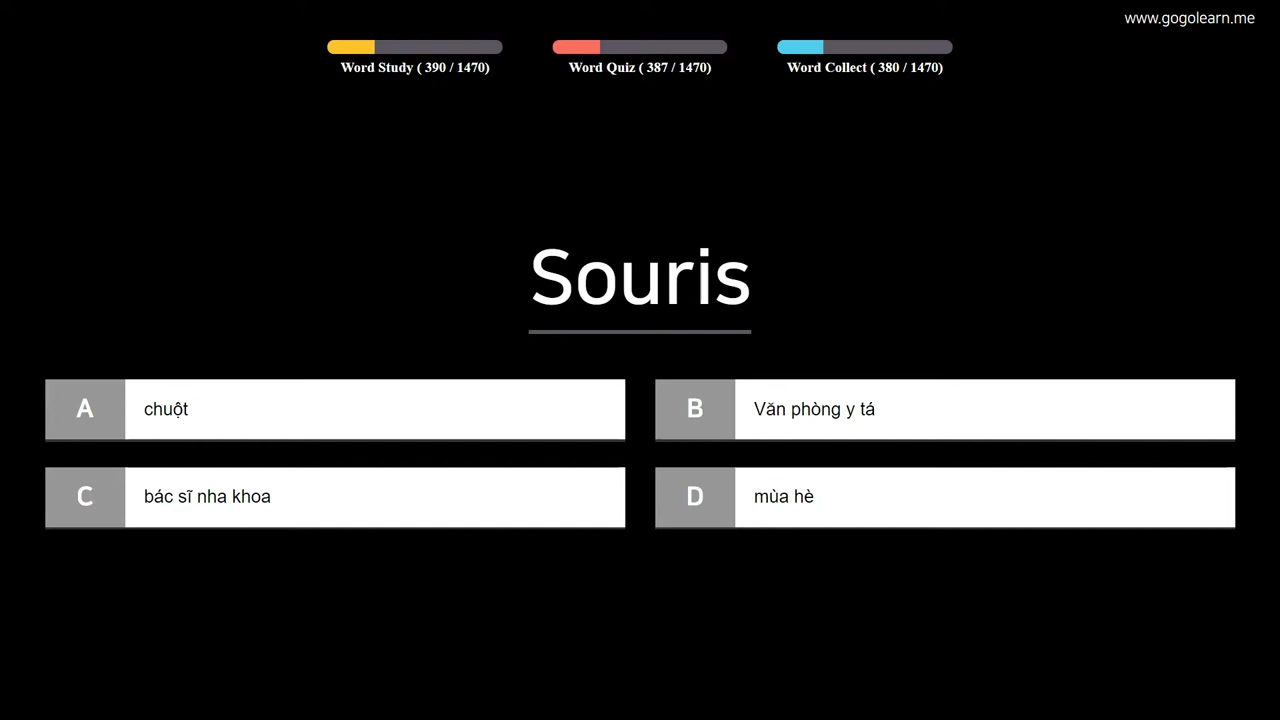 www.gogolearn.me
Word Study ( 390 / 1470)
Word Quiz ( 387 / 1470)
Word Collect ( 380 / 1470)
Souris
A chuột
B Văn phòng y tá
C bác sĩ nha khoa
D mùa hè